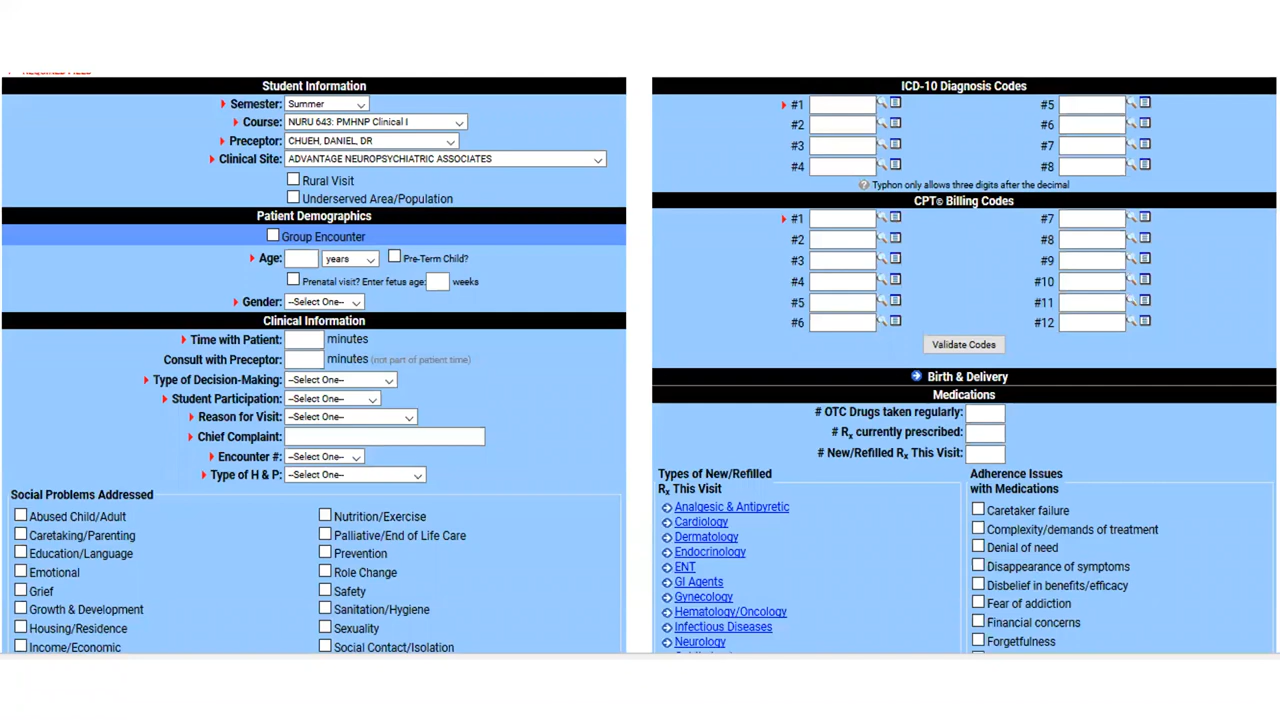 Student Information
Semester: Summer
Course: NURU 643: PMHNP Clinical I
Preceptor: CHUEH, DANIEL, DR
Clinical Site: ADVANTAGE NEUROPSYCHIATRIC ASSOCIATES
Rural Visit
Underserved Area/Population
Patient Demographics
Group Encounter
Age: years Pre-Term Child?
Prenatal visit? Enter fetus age: weeks
Gender: --Select One--
Clinical Information
Time with Patient: minutes
Consult with Preceptor: minutes (not part of patient time)
Type of Decision-Making: --Select One--
Student Participation: --Select One--
Reason for Visit: --Select One--
Chief Complaint:
Encounter #: --Select One--
Type of H & P: --Select One--
Social Problems Addressed
Abused Child/Adult
Caretaking/Parenting
Education/Language
Emotional
Grief
Growth & Development
Housing/Residence
Income/Economic
Nutrition/Exercise
Palliative/End of Life Care
Prevention
Role Change
Safety
Sanitation/Hygiene
Sexuality
Social Contact/Isolation
ICD-10 Diagnosis Codes
#1 #5
#2 #6
#3 #7
#4 #8
Typhon only allows three digits after the decimal
CPT© Billing Codes
#1 #7
#2 #8
#3 #9
#4 #10
#5 #11
#6 #12
Validate Codes
Birth & Delivery
Medications
# OTC Drugs taken regularly:
# Rx currently prescribed:
# New/Refilled Rx This Visit:
Types of New/Refilled
Rx This Visit
Analgesic & Antipyretic
Cardiology
Dermatology
Endocrinology
ENT
GI Agents
Gynecology
Hematology/Oncology
Infectious Diseases
Neurology
Adherence Issues
with Medications
Caretaker failure
Complexity/demands of treatment
Denial of need
Disappearance of symptoms
Disbelief in benefits/efficacy
Fear of addiction
Financial concerns
Forgetfulness